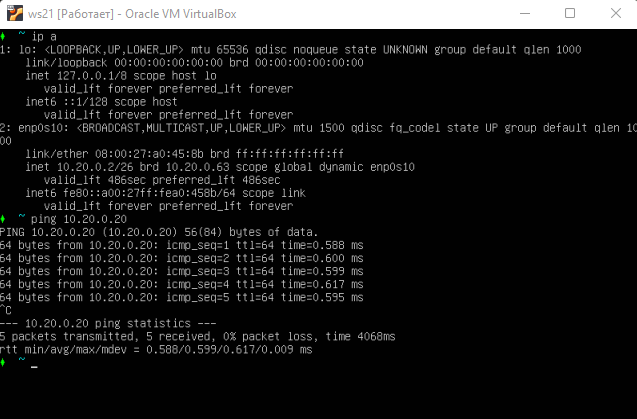 ws21 [Работает] - Oracle VM VirtualBox
~ ip a
1: lo: <LOOPBACK,UP,LOWER_UP> mtu 65536 qdisc noqueue state UNKNOWN group default qlen 1000
link/loopback 00:00:00:00:00:00 brd 00:00:00:00:00:00
inet 127.0.0.1/8 scope host lo
valid_lft forever preferred_lft forever
inet6 ::1/128 scope host
valid_lft forever preferred_lft forever
2: enp0s10: <BROADCAST,MULTICAST,UP,LOWER_UP> mtu 1500 qdisc fq_codel state UP group default qlen 10
00
link/ether 08:00:27:a0:45:8b brd ff:ff:ff:ff:ff:ff
inet 10.20.0.2/26 brd 10.20.0.63 scope global dynamic enp0s10
valid_lft 486sec preferred_lft 486sec
inet6 fe80::a00:27ff:fea0:458b/64 scope link
valid_lft forever preferred_lft forever
~ ping 10.20.0.20
PING 10.20.0.20 (10.20.0.20) 56(84) bytes of data.
64 bytes from 10.20.0.20: icmp_seq=1 ttl=64 time=0.588 ms
64 bytes from 10.20.0.20: icmp_seq=2 ttl=64 time=0.600 ms
64 bytes from 10.20.0.20: icmp_seq=3 ttl=64 time=0.599 ms
64 bytes from 10.20.0.20: icmp_seq=4 ttl=64 time=0.617 ms
64 bytes from 10.20.0.20: icmp_seq=5 ttl=64 time=0.595 ms
^C
--- 10.20.0.20 ping statistics ---
5 packets transmitted, 5 received, 0% packet loss, time 4068ms
rtt min/avg/max/mdev = 0.588/0.599/0.617/0.009 ms
~ _